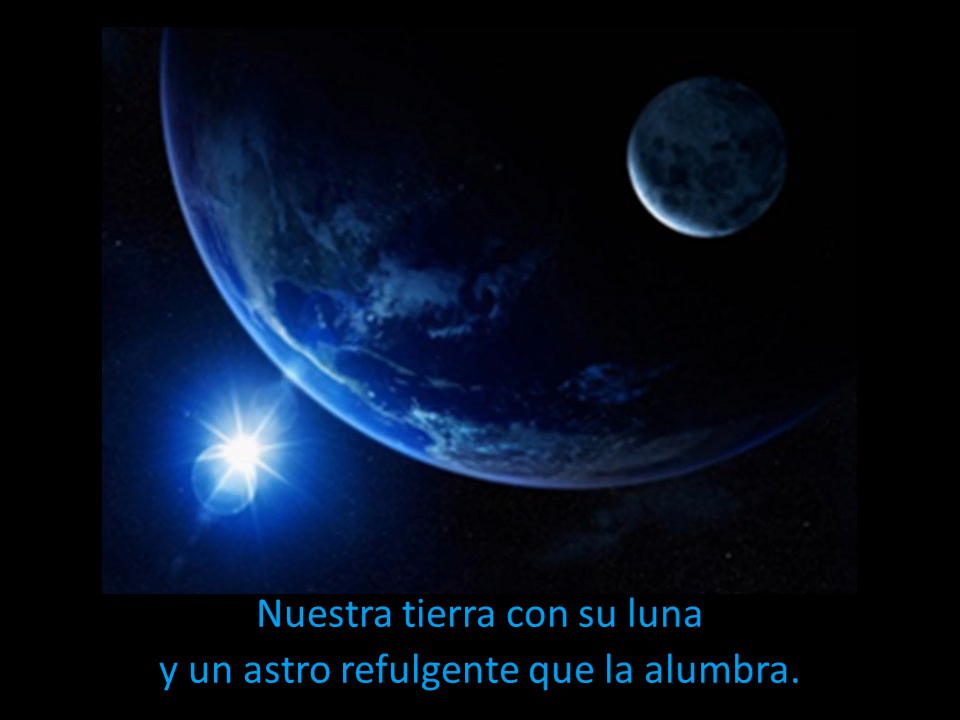 Nuestra tierra con su luna
y un astro refulgente que la alumbra.